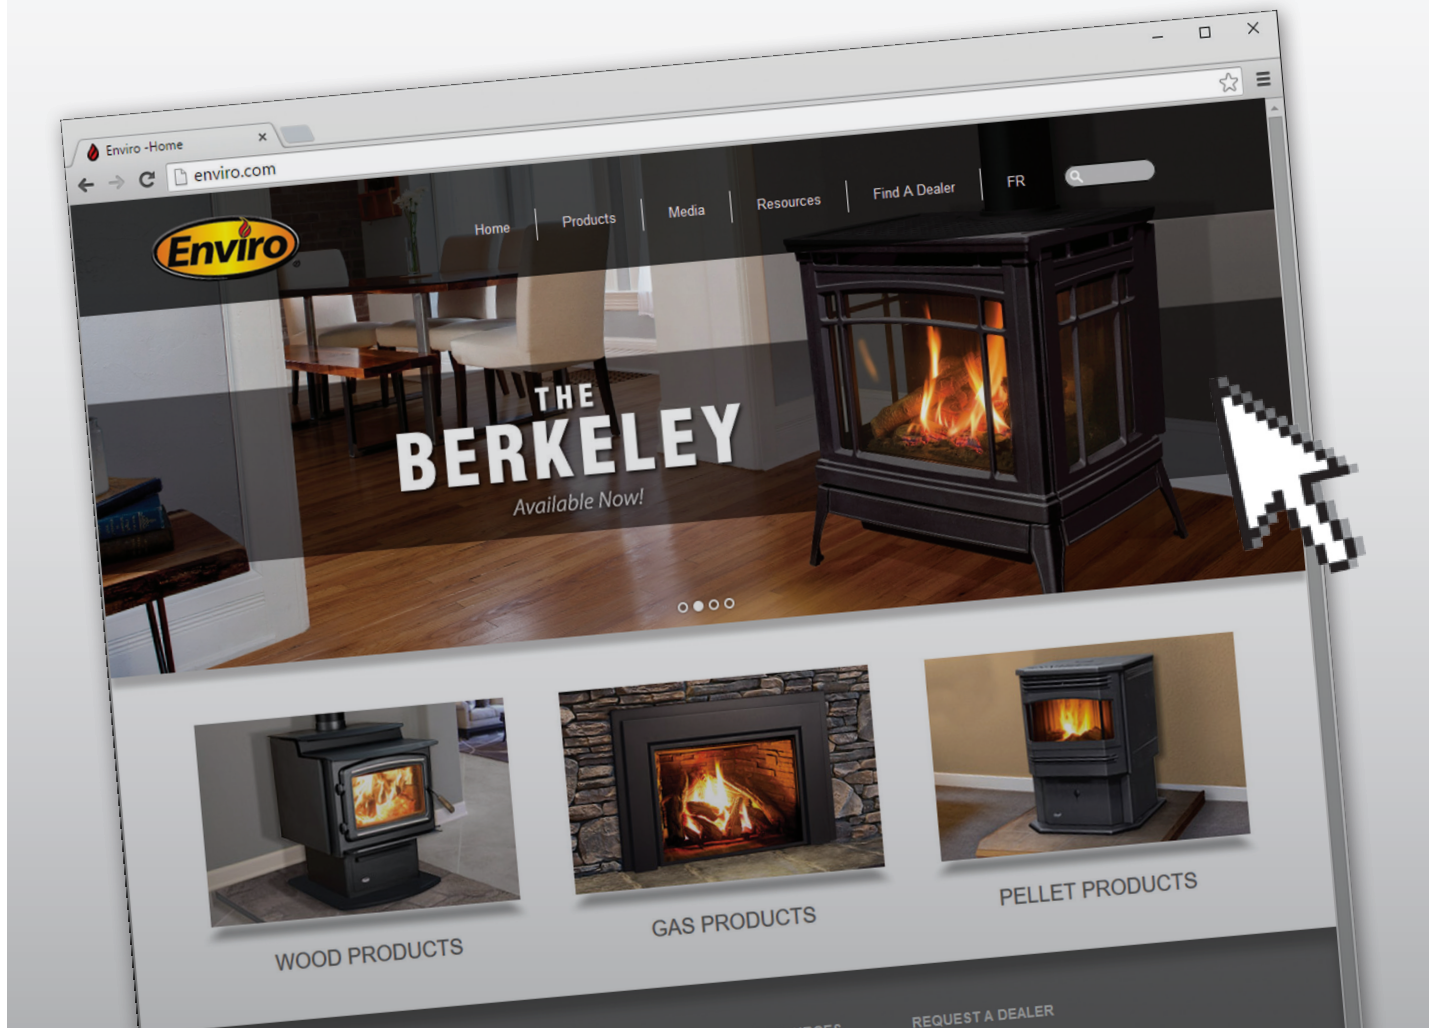 Enviro -Home
enviro.com
Enviro
Home
Products
Media
Resources
Find A Dealer
FR
THE
BERKELEY
Available Now!
WOOD PRODUCTS
GAS PRODUCTS
PELLET PRODUCTS
REQUEST A DEALER